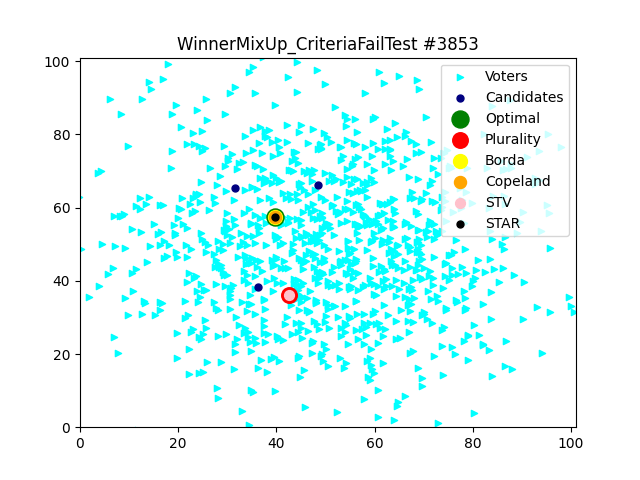 WinnerMixUp_CriteriaFailTest #3853
100
80
60
40
20
0
0
20
40
60
80
100
Voters
Candidates
Optimal
Plurality
Borda
Copeland
STV
STAR